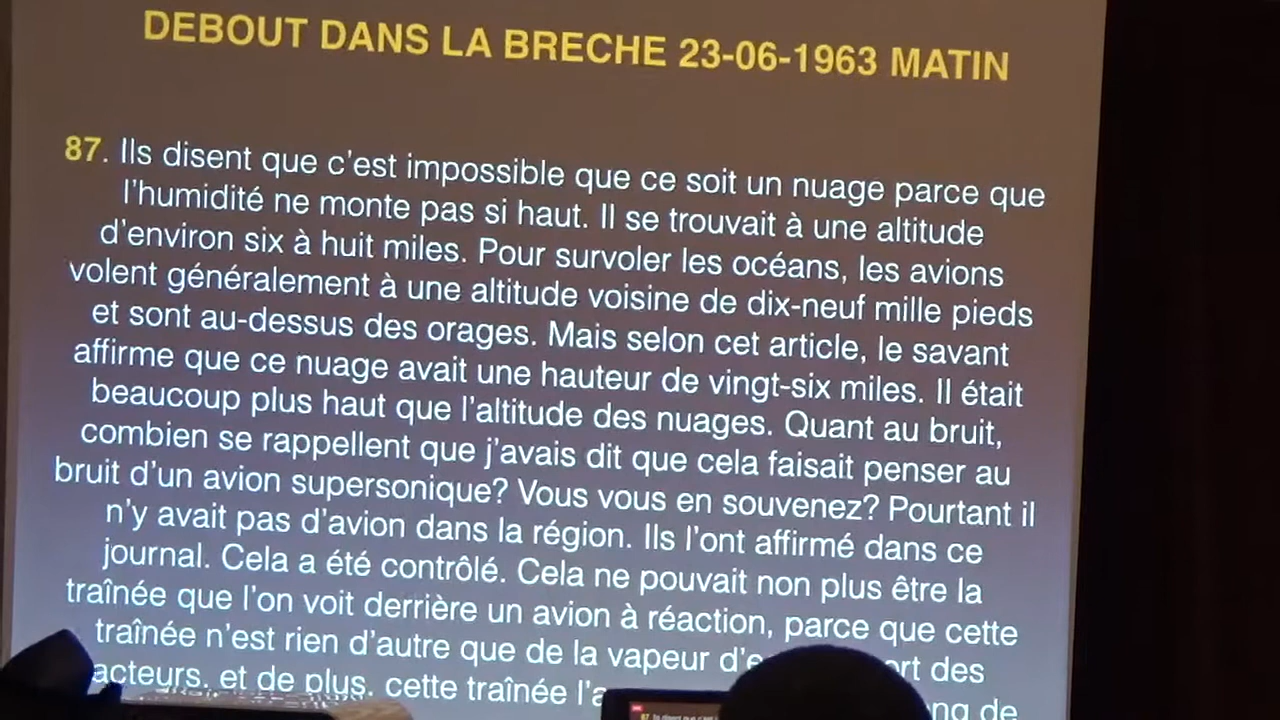 DEBOUT DANS LA BRECHE 23-06-1963 MATIN
87. Ils disent que c'est impossible que ce soit un nuage parce que
l'humidité ne monte pas si haut. Il se trouvait à une altitude
d'environ six à huit miles. Pour survoler les océans, les avions
volent généralement à une altitude voisine de dix-neuf mille pieds
et sont au-dessus des orages. Mais selon cet article, le savant
affirme que ce nuage avait une hauteur de vingt-six miles. Il était
beaucoup plus haut que l'altitude des nuages. Quant au bruit,
combien se rappellent que j'avais dit que cela faisait penser au
bruit d'un avion supersonique? Vous vous en souvenez? Pourtant il
n'y avait pas d'avion dans la région. Ils l'ont affirmé dans ce
journal. Cela a été contrôlé. Cela ne pouvait non plus être la
traînée que l'on voit derrière un avion à réaction, parce que cette
traînée n'est rien d'autre que de la vapeur des
et de plus, cette traînée de